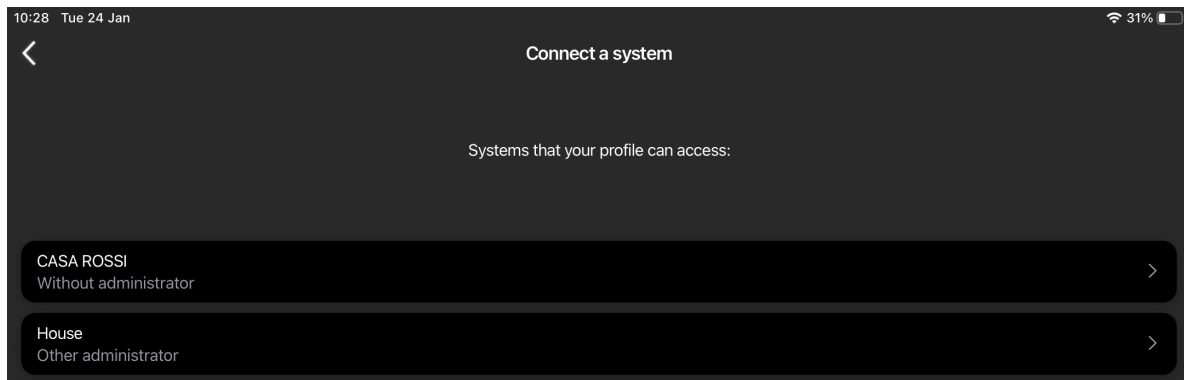 10:28 Tue 24 Jan 31%
Connect a system
Systems that your profile can access:
CASA ROSSI
Without administrator
House
Other administrator